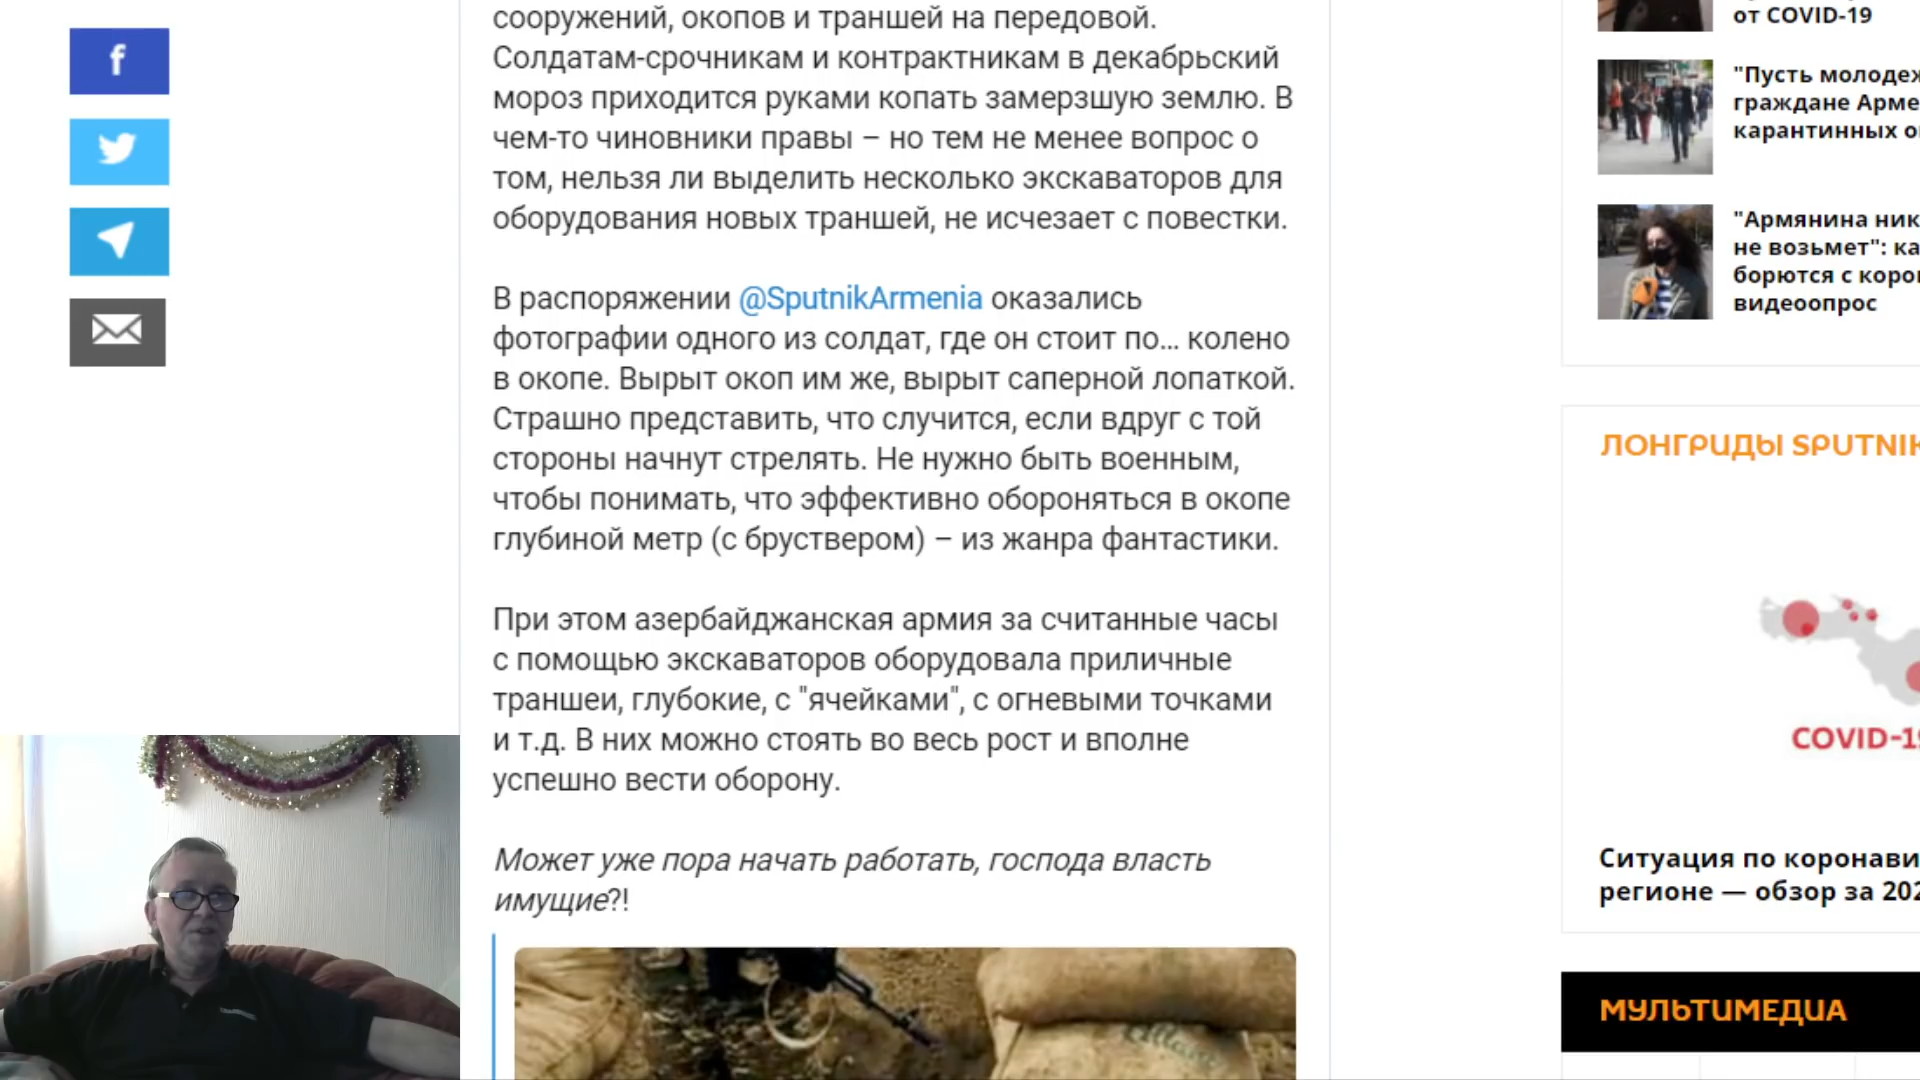 сооружений, окопов и траншей на передовой.
Солдатам-срочникам и контрактникам в декабрьский
мороз приходится руками копать замерзшую землю. В
чем-то чиновники правы – но тем не менее вопрос о
том, нельзя ли выделить несколько экскаваторов для
оборудования новых траншей, не исчезает с повестки.
В распоряжении @SputnikArmenia оказались
фотографии одного из солдат, где он стоит по... колено
в окопе. Вырыт окоп им же, вырыт саперной лопаткой.
Страшно представить, что случится, если вдруг с той
стороны начнут стрелять. Не нужно быть военным,
чтобы понимать, что эффективно обороняться в окопе
глубиной метр (с бруствером) – из жанра фантастики.
При этом азербайджанская армия за считанные часы
с помощью экскаваторов оборудовала приличные
траншеи, глубокие, с "ячейками", с огневыми точками
и т.д. В них можно стоять во весь рост и вполне
успешно вести оборону.
Может уже пора начать работать, господа власть
имущие?!
от COVID-19
"Пусть молодеж
граждане Арме
карантинных о
"Армянина ник
не возьмет": ка
борются с коро
видеоопрос
ЛОНГРИДЫ SPUTNIK
COVID-19
Ситуация по коронави
регионе — обзор за 202
МУЛЬТИМЕДИА